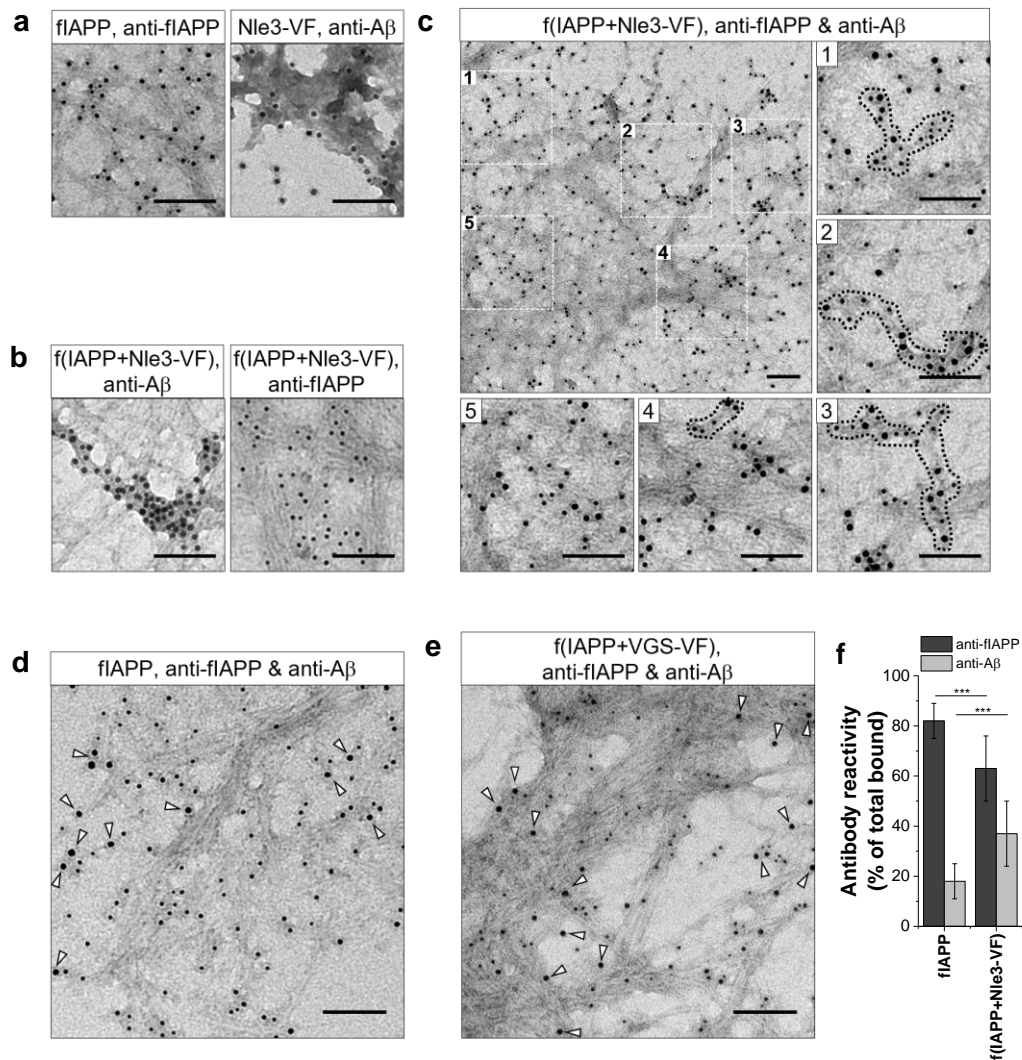 a
fIAPP, anti-fIAPP
Nle3-VF, anti-Aβ
b
f(IAPP+Nle3-VF),
anti-Aβ
f(IAPP+Nle3-VF),
anti-fIAPP
c
f(IAPP+Nle3-VF), anti-fIAPP & anti-Aβ
1
2
3
5
4
1
2
5
4
3
d
fIAPP, anti-fIAPP & anti-Aβ
e
f(IAPP+VGS-VF),
anti-fIAPP & anti-Aβ
f
anti-fIAPP
anti-Aβ
Antibody reactivity
(% of total bound)
100
80
60
40
20
0
***
***
fIAPP
f(IAPP+Nle3-VF)